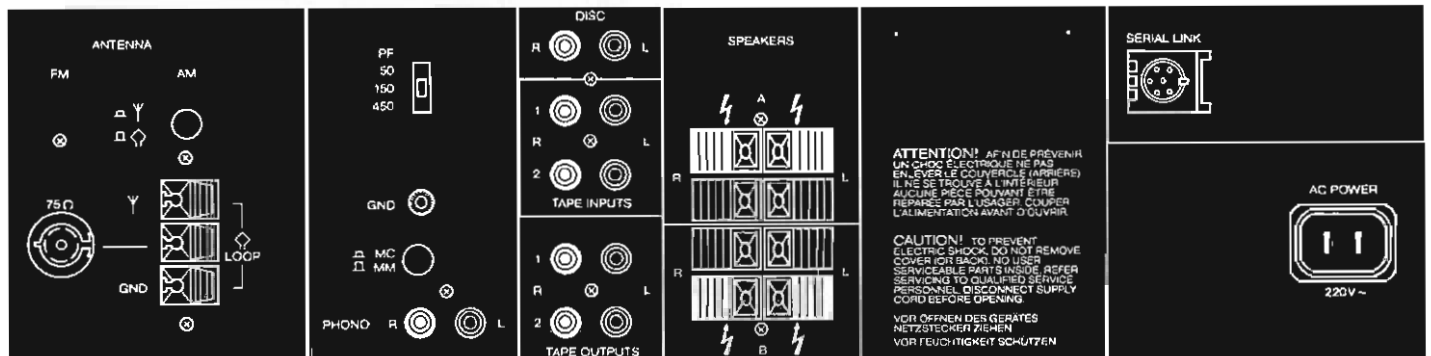 ANTENNA
FM AM
75Ω
LOOP
GND
PF
50
150
450
GND
MC
MM
PHONO R L
DISC
R L
1
R L
2
TAPE INPUTS
1
R L
2
TAPE OUTPUTS
SPEAKERS
A
R L
R L
B
ATTENTION! AFIN DE PRÉVENIR
UN CHOC ÉLECTRIQUE NE PAS
ENLEVER LE COUVERCLE (ARRIÈRE)
IL NE SE TROUVE À L'INTÉRIEUR
AUCUNE PIÈCE POUVANT ÊTRE
RÉPARÉE PAR L'USAGER. COUPER
L'ALIMENTATION AVANT D'OUVRIR.
CAUTION! TO PREVENT
ELECTRIC SHOCK, DO NOT REMOVE
COVER (OR BACK). NO USER
SERVICEABLE PARTS INSIDE, REFER
SERVICING TO QUALIFIED SERVICE
PERSONNEL. DISCONNECT SUPPLY
CORD BEFORE OPENING.
VOR ÖFFNEN DES GERÄTES
NETZSTECKER ZIEHEN
VOR FEUCHTIGKEIT SCHÜTZEN
SERIAL LINK
AC POWER
220V ~